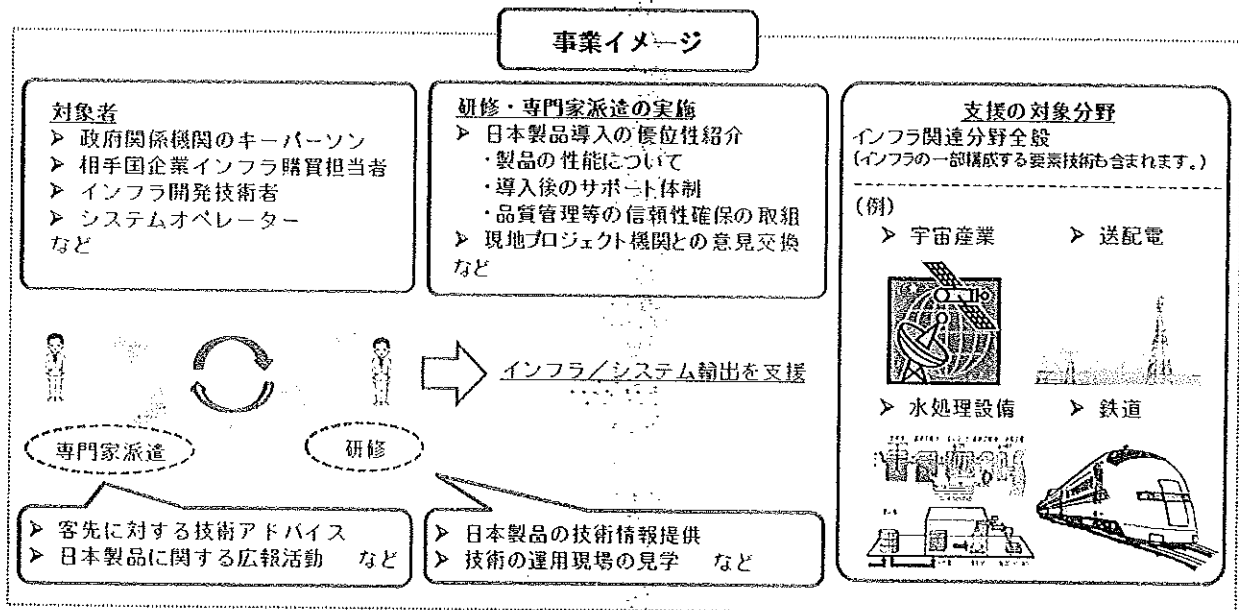 事業イメージ
対象者
➤ 政府関係機関のキーパーソン
➤ 相手国企業インフラ購買担当者
➤ インフラ開発技術者
➤ システムオペレーター
など
研修・専門家派遣の実施
➤ 日本製品導入の優位性紹介
・製品の性能について
・導入後のサポート体制
・品質管理等の信頼性確保の取組
➤ 現地プロジェクト機関との意見交換
など
インフラ／システム輸出を支援
専門家派遣
研修
➤ 客先に対する技術アドバイス
➤ 日本製品に関する広報活動 など
➤ 日本製品の技術情報提供
➤ 技術の運用現場の見学 など
支援の対象分野
インフラ関連分野全般
(インフラの一部構成する要素技術も含まれます。)
(例)
➤ 宇宙産業 ➤ 送配電
➤ 水処理設備 ➤ 鉄道